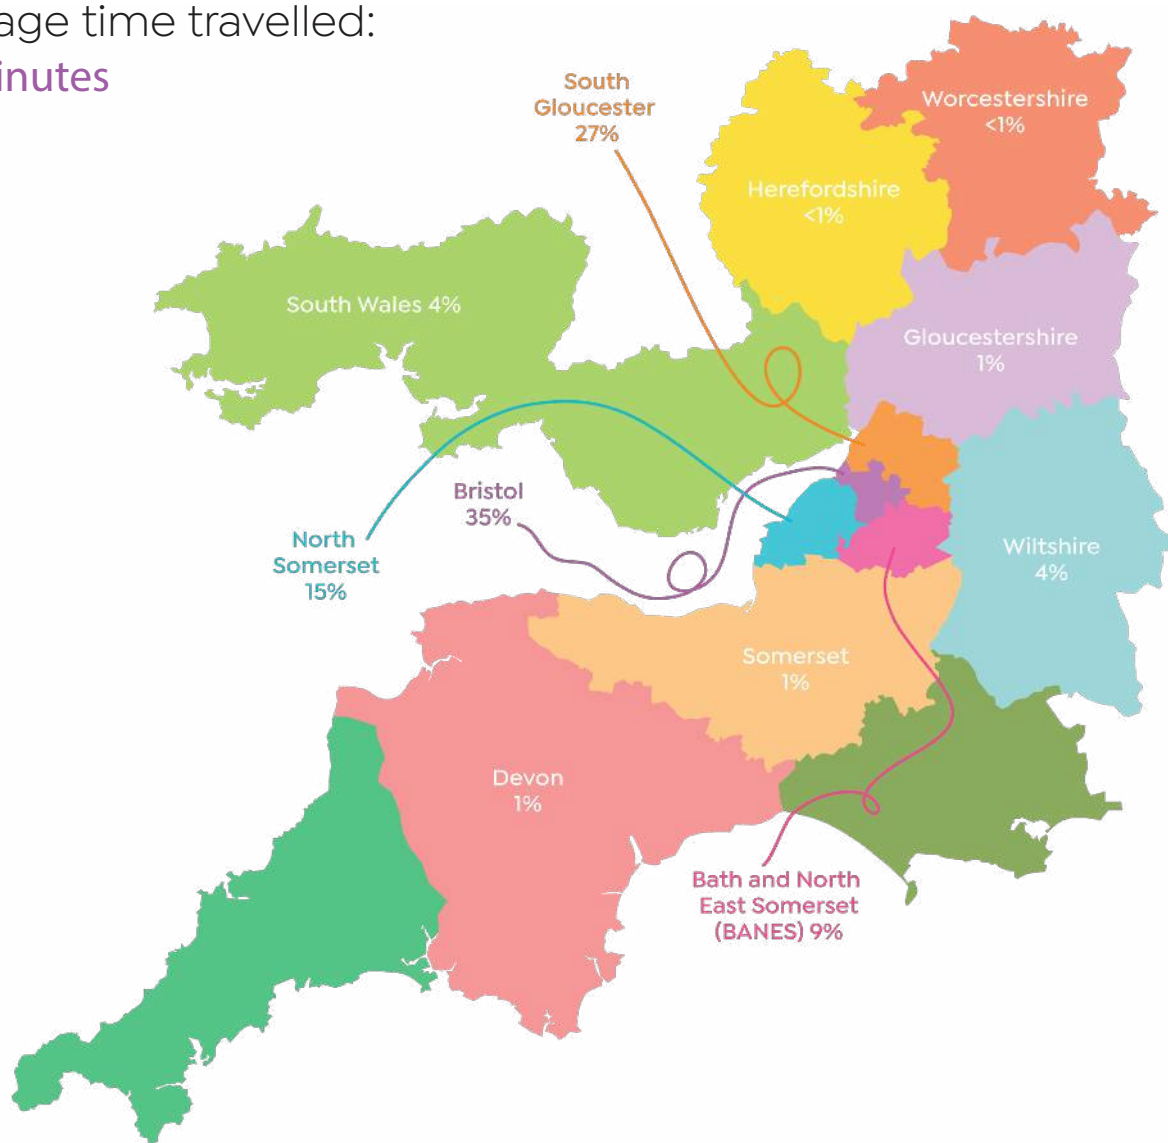 age time travelled:
inutes
South
Gloucester
27%
Worcestershire
<1%
Herefordshire
<1%
South Wales 4%
Gloucestershire
1%
Bristol
35%
North
Somerset
15%
Wiltshire
4%
Somerset
1%
Devon
1%
Bath and North
East Somerset
(BANES) 9%